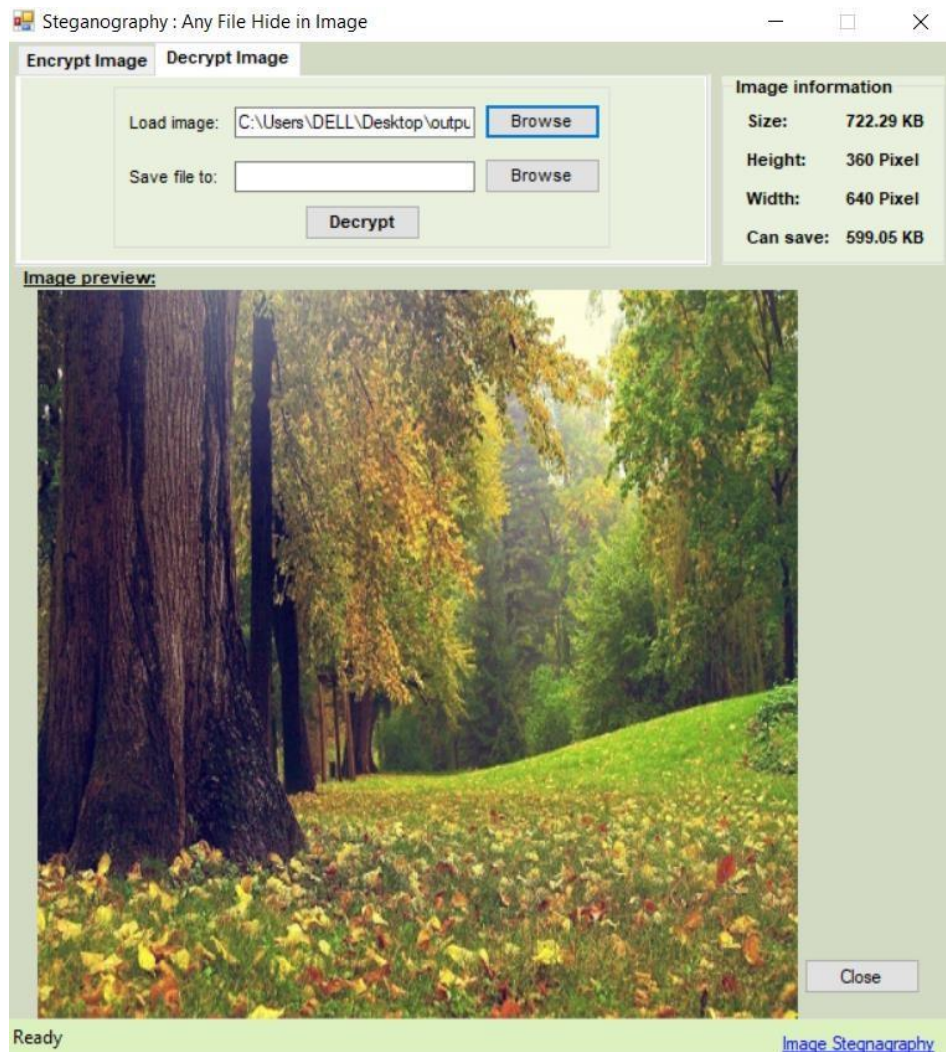 Steganography : Any File Hide in Image
Encrypt Image Decrypt Image
Load image: C:\Users\DELL\Desktop\outpu Browse
Save file to: Browse
Decrypt
Image information
Size: 722.29 KB
Height: 360 Pixel
Width: 640 Pixel
Can save: 599.05 KB
Image preview:
Close
Ready
Image Stegnagraphy